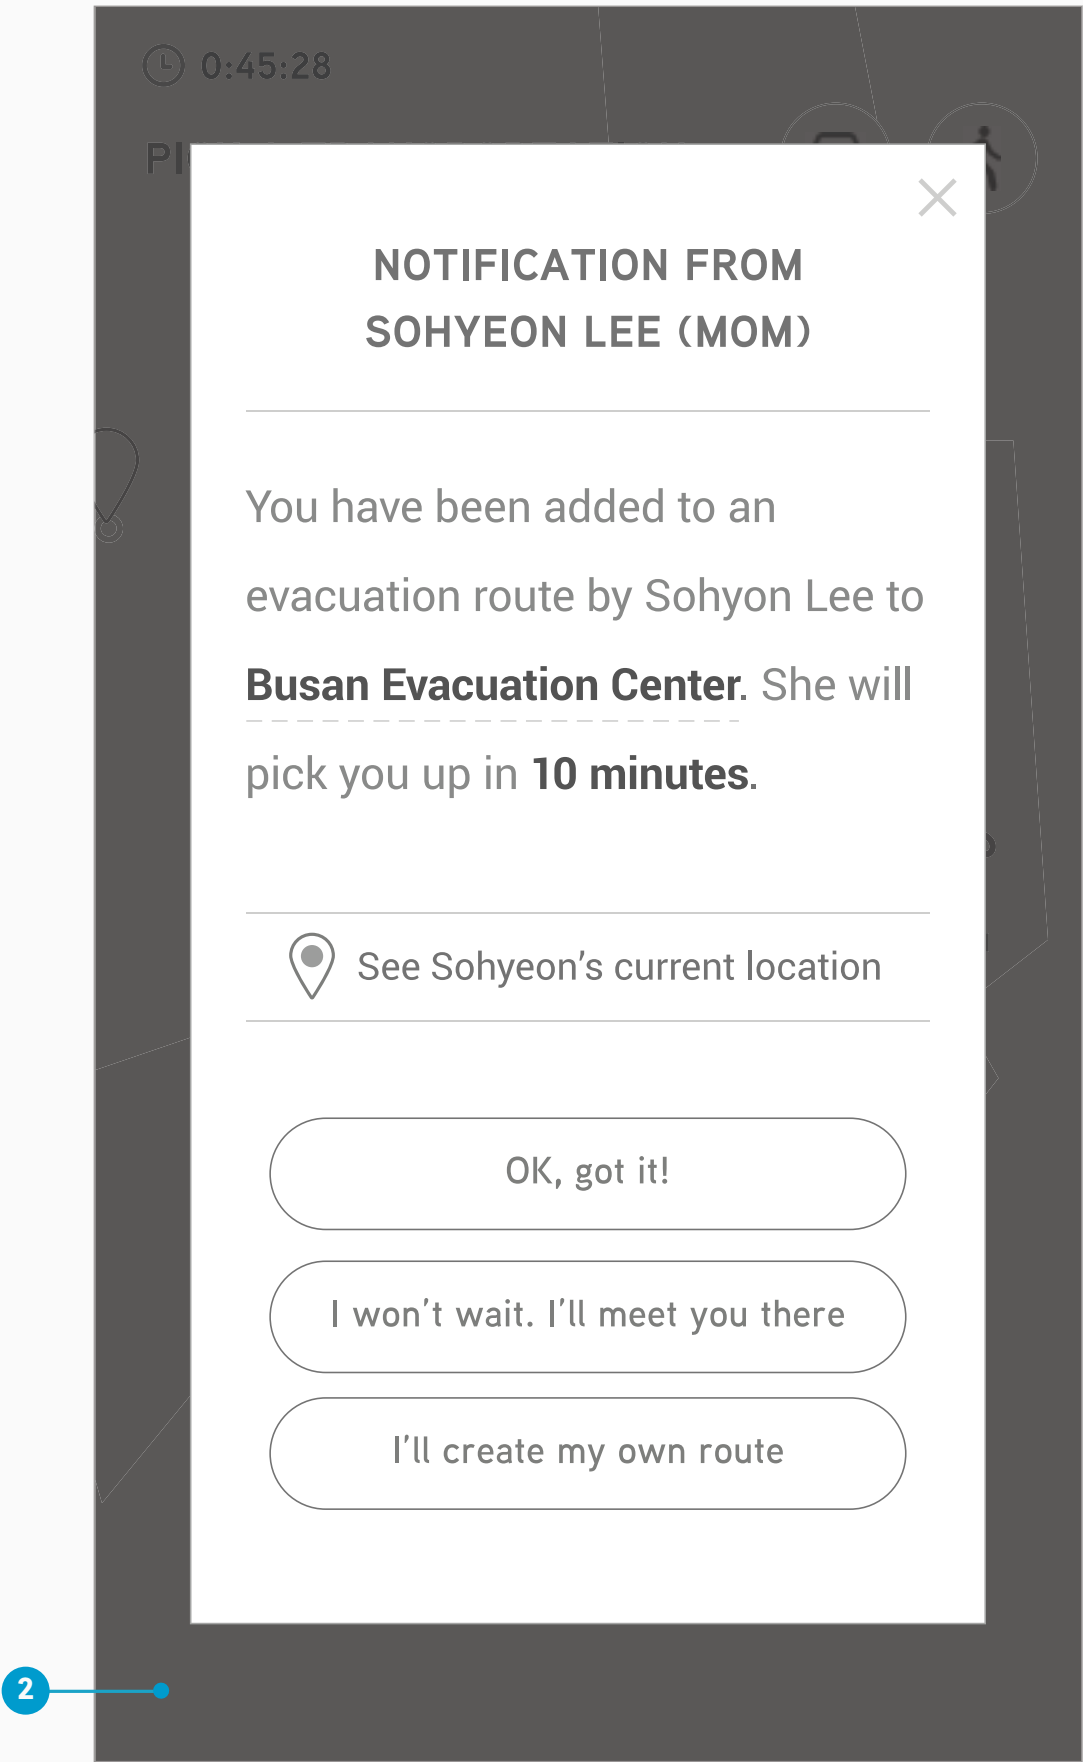 0:45:28
NOTIFICATION FROM
SOHYEON LEE (MOM)
You have been added to an
evacuation route by Sohyon Lee to
Busan Evacuation Center. She will
pick you up in 10 minutes.
See Sohyeon's current location
OK, got it!
I won't wait. I'll meet you there
I'll create my own route
2